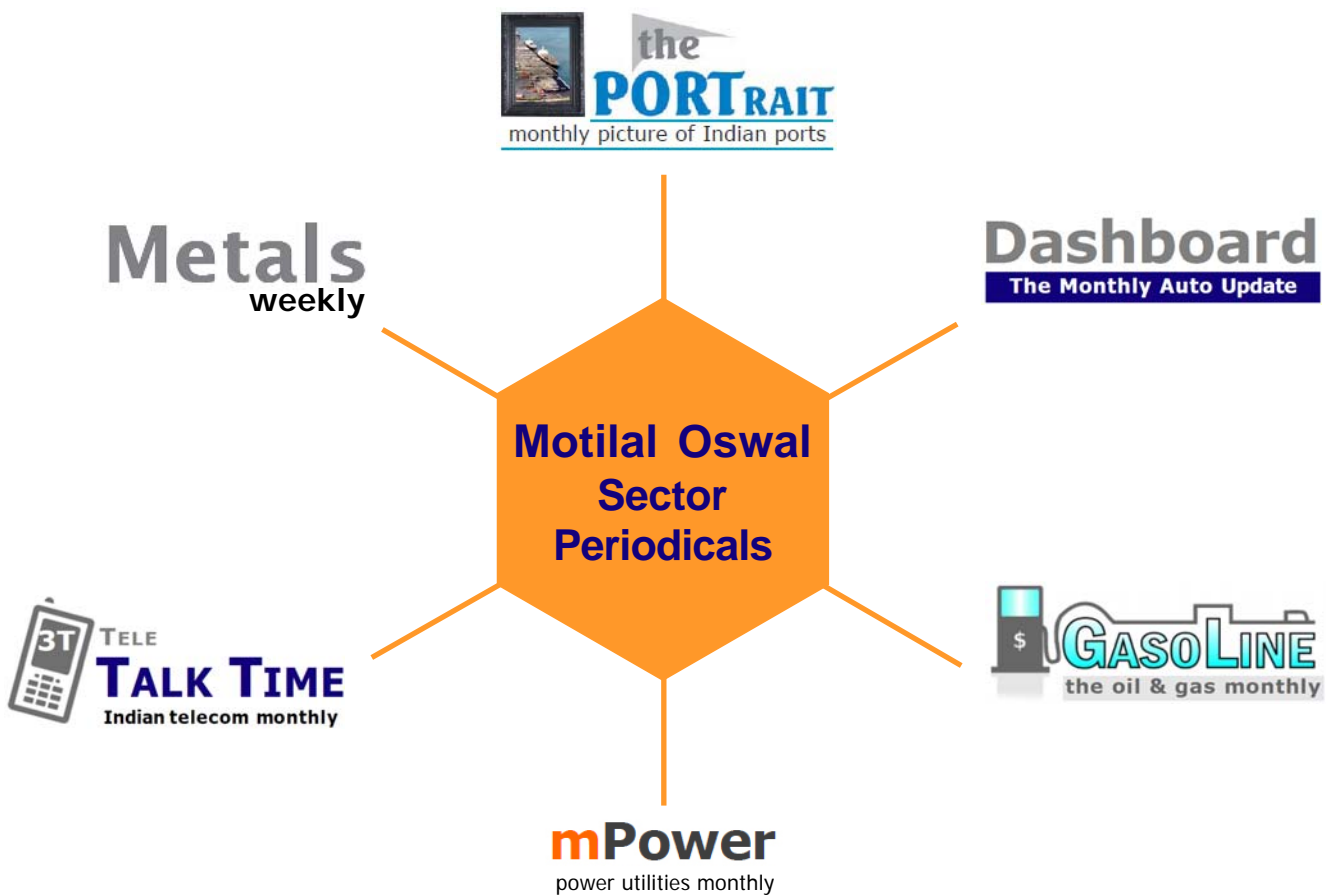 the
PORTRAIT
monthly picture of Indian ports
Metals
weekly
Dashboard
The Monthly Auto Update
Motilal Oswal
Sector
Periodicals
3T
TELE
TALK TIME
Indian telecom monthly
$
GASOLINE
the oil & gas monthly
mPower
power utilities monthly